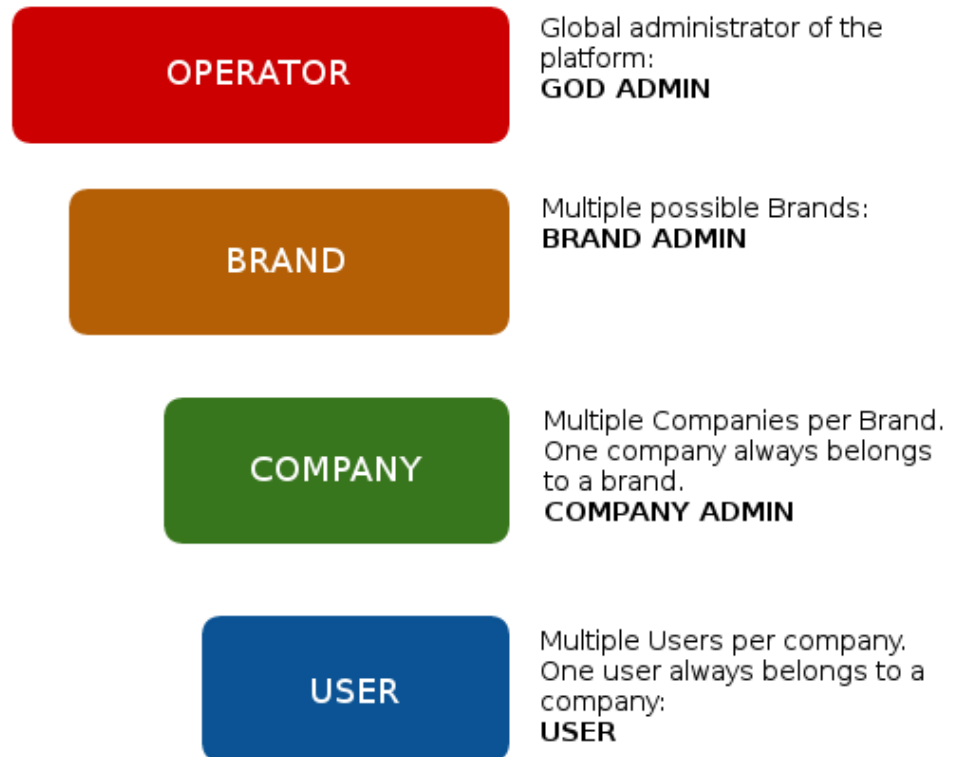 OPERATOR
Global administrator of the
platform:
GOD ADMIN
BRAND
Multiple possible Brands:
BRAND ADMIN
COMPANY
Multiple Companies per Brand.
One company always belongs
to a brand.
COMPANY ADMIN
USER
Multiple Users per company.
One user always belongs to a
company:
USER